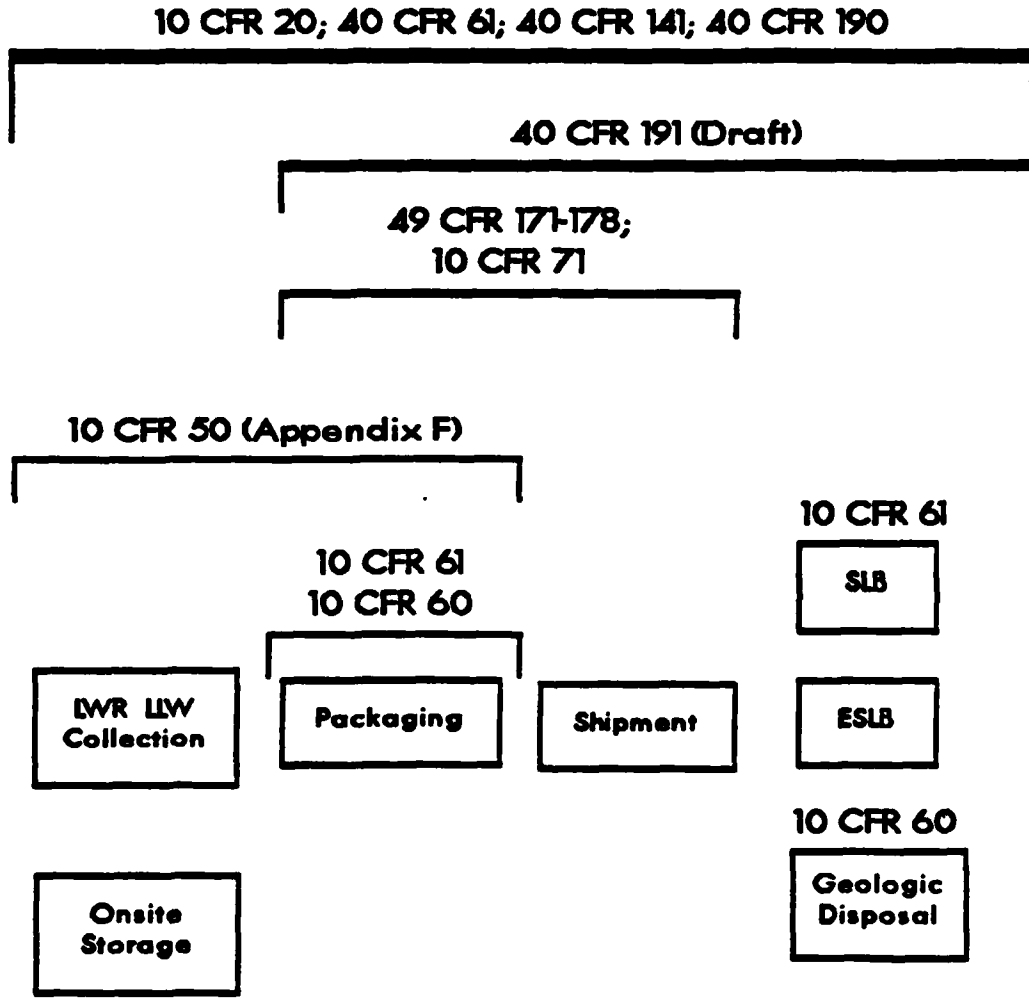 10 CFR 20; 40 CFR 61; 40 CFR 141; 40 CFR 190
40 CFR 191 (Draft)
49 CFR 171-178;
10 CFR 71
10 CFR 50 (Appendix F)
10 CFR 61
SLB
10 CFR 61
10 CFR 60
LWR LLW
Collection
Packaging
Shipment
ESLB
10 CFR 60
Geologic
Disposal
Onsite
Storage